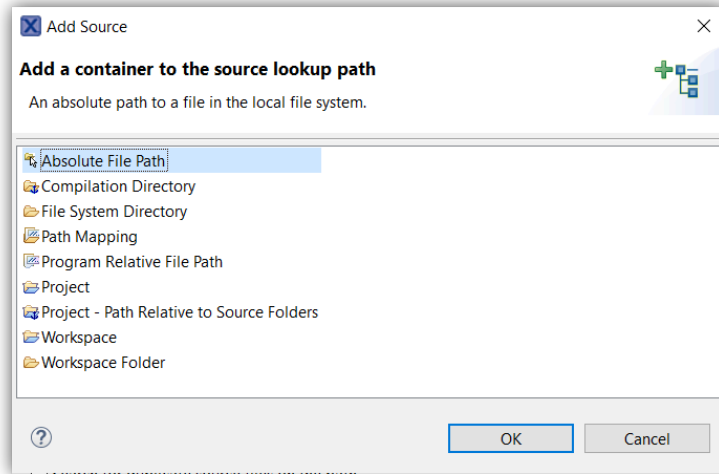 Add Source
Add a container to the source lookup path
An absolute path to a file in the local file system.
Absolute File Path
Compilation Directory
File System Directory
Path Mapping
Program Relative File Path
Project
Project - Path Relative to Source Folders
Workspace
Workspace Folder
OK
Cancel